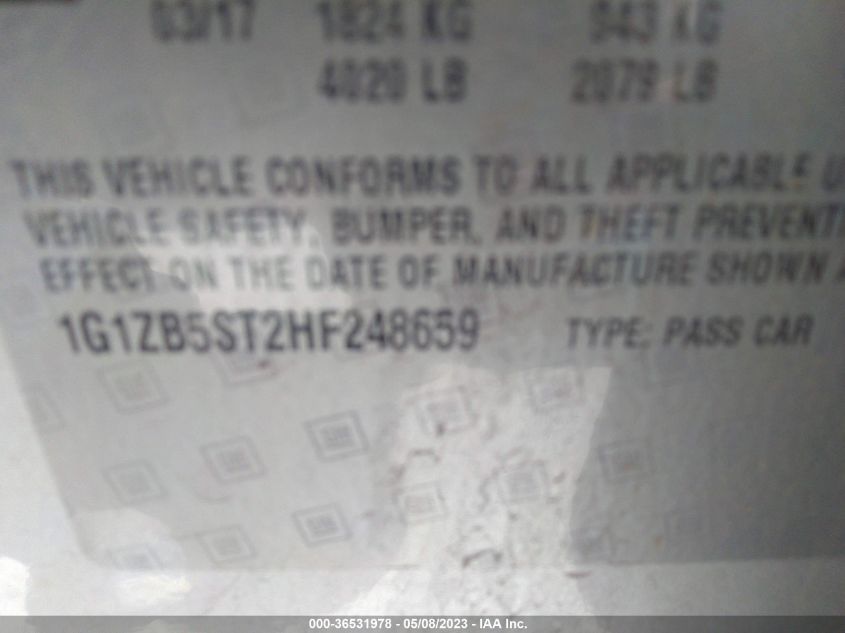 03/17 1824 KG 943 KG
4020 LB 2079 LB
THIS VEHICLE CONFORMS TO ALL APPLICABLE U
VEHICLE SAFETY, BUMPER, AND THEFT PREVENTI
EFFECT ON THE DATE OF MANUFACTURE SHOWN A
1G1ZB5ST2HF248659 TYPE: PASS CAR
000-36531978 - 05/08/2023 - IAA Inc.